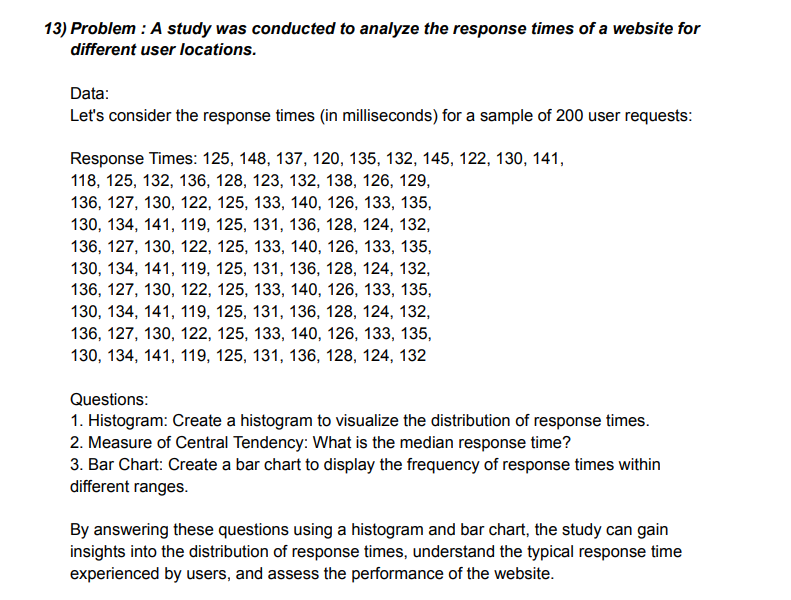 13) Problem : A study was conducted to analyze the response times of a website for
different user locations.
Data:
Let's consider the response times (in milliseconds) for a sample of 200 user requests:
Response Times: 125, 148, 137, 120, 135, 132, 145, 122, 130, 141,
118, 125, 132, 136, 128, 123, 132, 138, 126, 129,
136, 127, 130, 122, 125, 133, 140, 126, 133, 135,
130, 134, 141, 119, 125, 131, 136, 128, 124, 132,
136, 127, 130, 122, 125, 133, 140, 126, 133, 135,
130, 134, 141, 119, 125, 131, 136, 128, 124, 132,
136, 127, 130, 122, 125, 133, 140, 126, 133, 135,
130, 134, 141, 119, 125, 131, 136, 128, 124, 132,
136, 127, 130, 122, 125, 133, 140, 126, 133, 135,
130, 134, 141, 119, 125, 131, 136, 128, 124, 132
Questions:
1. Histogram: Create a histogram to visualize the distribution of response times.
2. Measure of Central Tendency: What is the median response time?
3. Bar Chart: Create a bar chart to display the frequency of response times within
different ranges.
By answering these questions using a histogram and bar chart, the study can gain
insights into the distribution of response times, understand the typical response time
experienced by users, and assess the performance of the website.